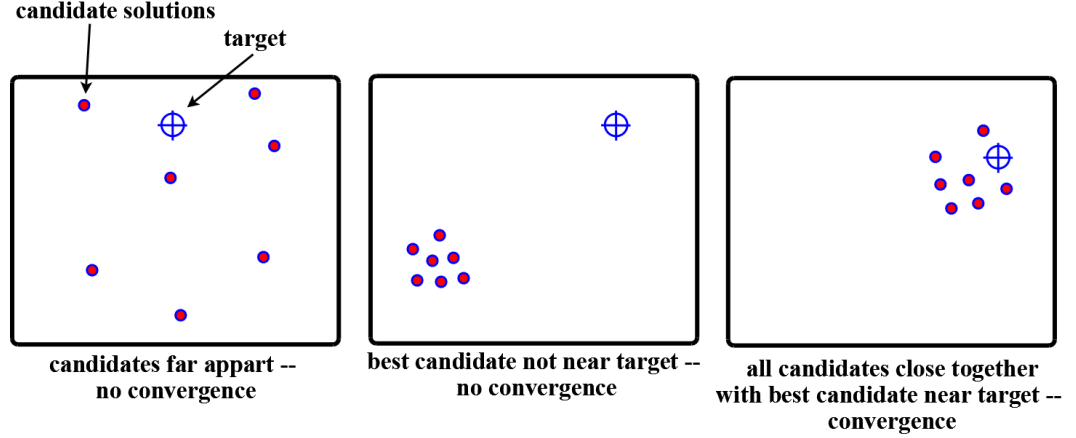 candidate solutions
target
candidates far appart --
no convergence
best candidate not near target --
no convergence
all candidates close together
with best candidate near target --
convergence